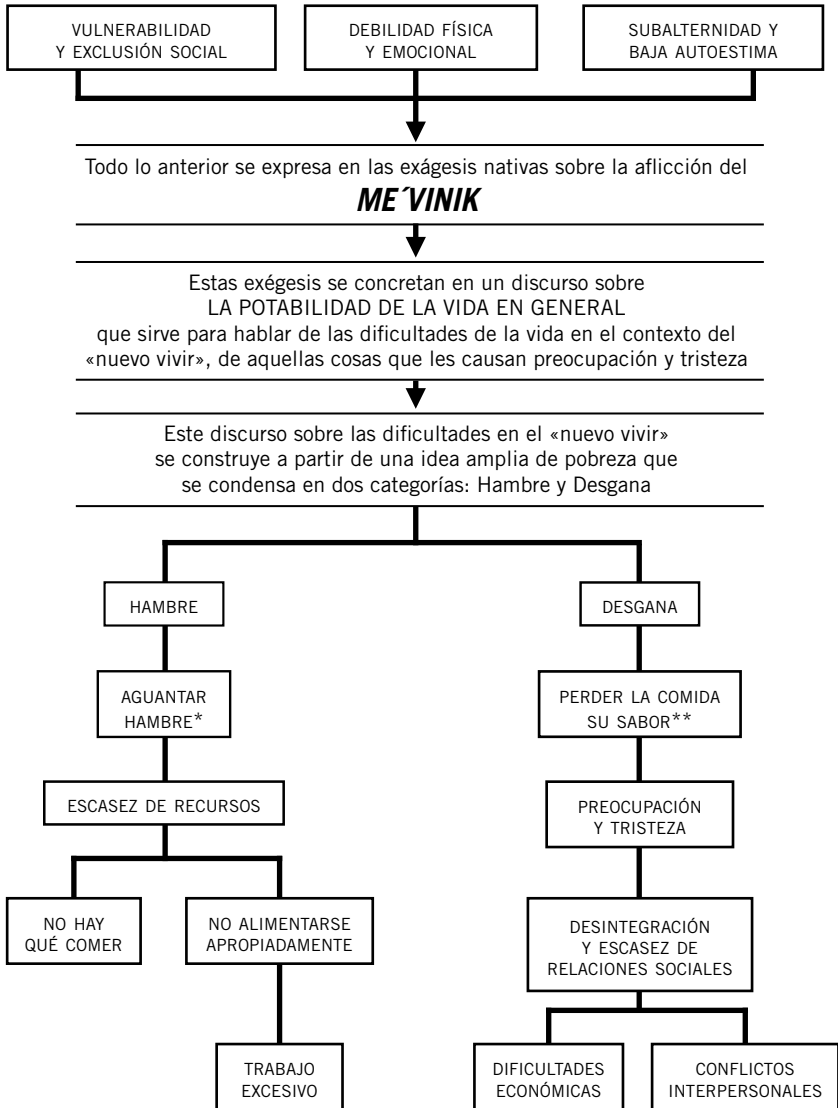 VULNERABILIDAD
Y EXCLUSIÓN SOCIAL
DEBILIDAD FÍSICA
Y EMOCIONAL
SUBALTERNIDAD Y
BAJA AUTOESTIMA
Todo lo anterior se expresa en las exágesis nativas sobre la aflicción del
ME´VINIK
Estas exégesis se concretan en un discurso sobre
LA POTABILIDAD DE LA VIDA EN GENERAL
que sirve para hablar de las dificultades de la vida en el contexto del
«nuevo vivir», de aquellas cosas que les causan preocupación y tristeza
Este discurso sobre las dificultades en el «nuevo vivir»
se construye a partir de una idea amplia de pobreza que
se condensa en dos categorías: Hambre y Desgana
HAMBRE
DESGANA
AGUANTAR
HAMBRE*
PERDER LA COMIDA
SU SABOR**
ESCASEZ DE RECURSOS
PREOCUPACIÓN
Y TRISTEZA
NO HAY
QUÉ COMER
NO ALIMENTARSE
APROPIADAMENTE
DESINTEGRACIÓN
Y ESCASEZ DE
RELACIONES SOCIALES
TRABAJO
EXCESIVO
DIFICULTADES
ECONÓMICAS
CONFLICTOS
INTERPERSONALES